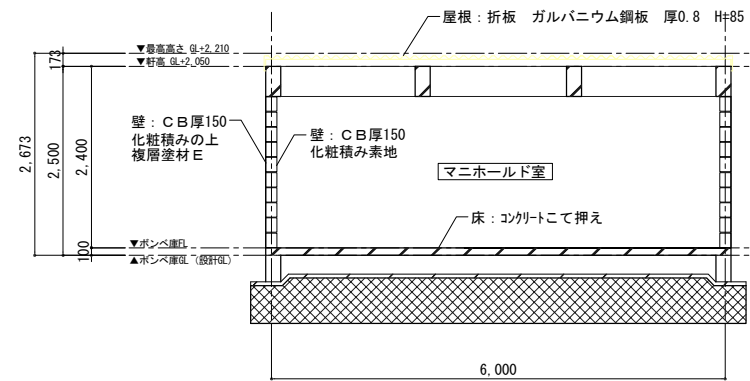 屋根：折板　ガルバニウム鋼板　厚0.8　H=85
▼最高高さ GL+2,210
▼軒高 GL+2,050
173
2,673
2,500
2,400
100
壁：ＣＢ厚150
化粧積みの上
複層塗材Ｅ
壁：ＣＢ厚150
化粧積み素地
マニホールド室
床：コンクリートこて押え
▼ボンベ庫FL
▲ボンベ庫GL（設計GL）
6,000